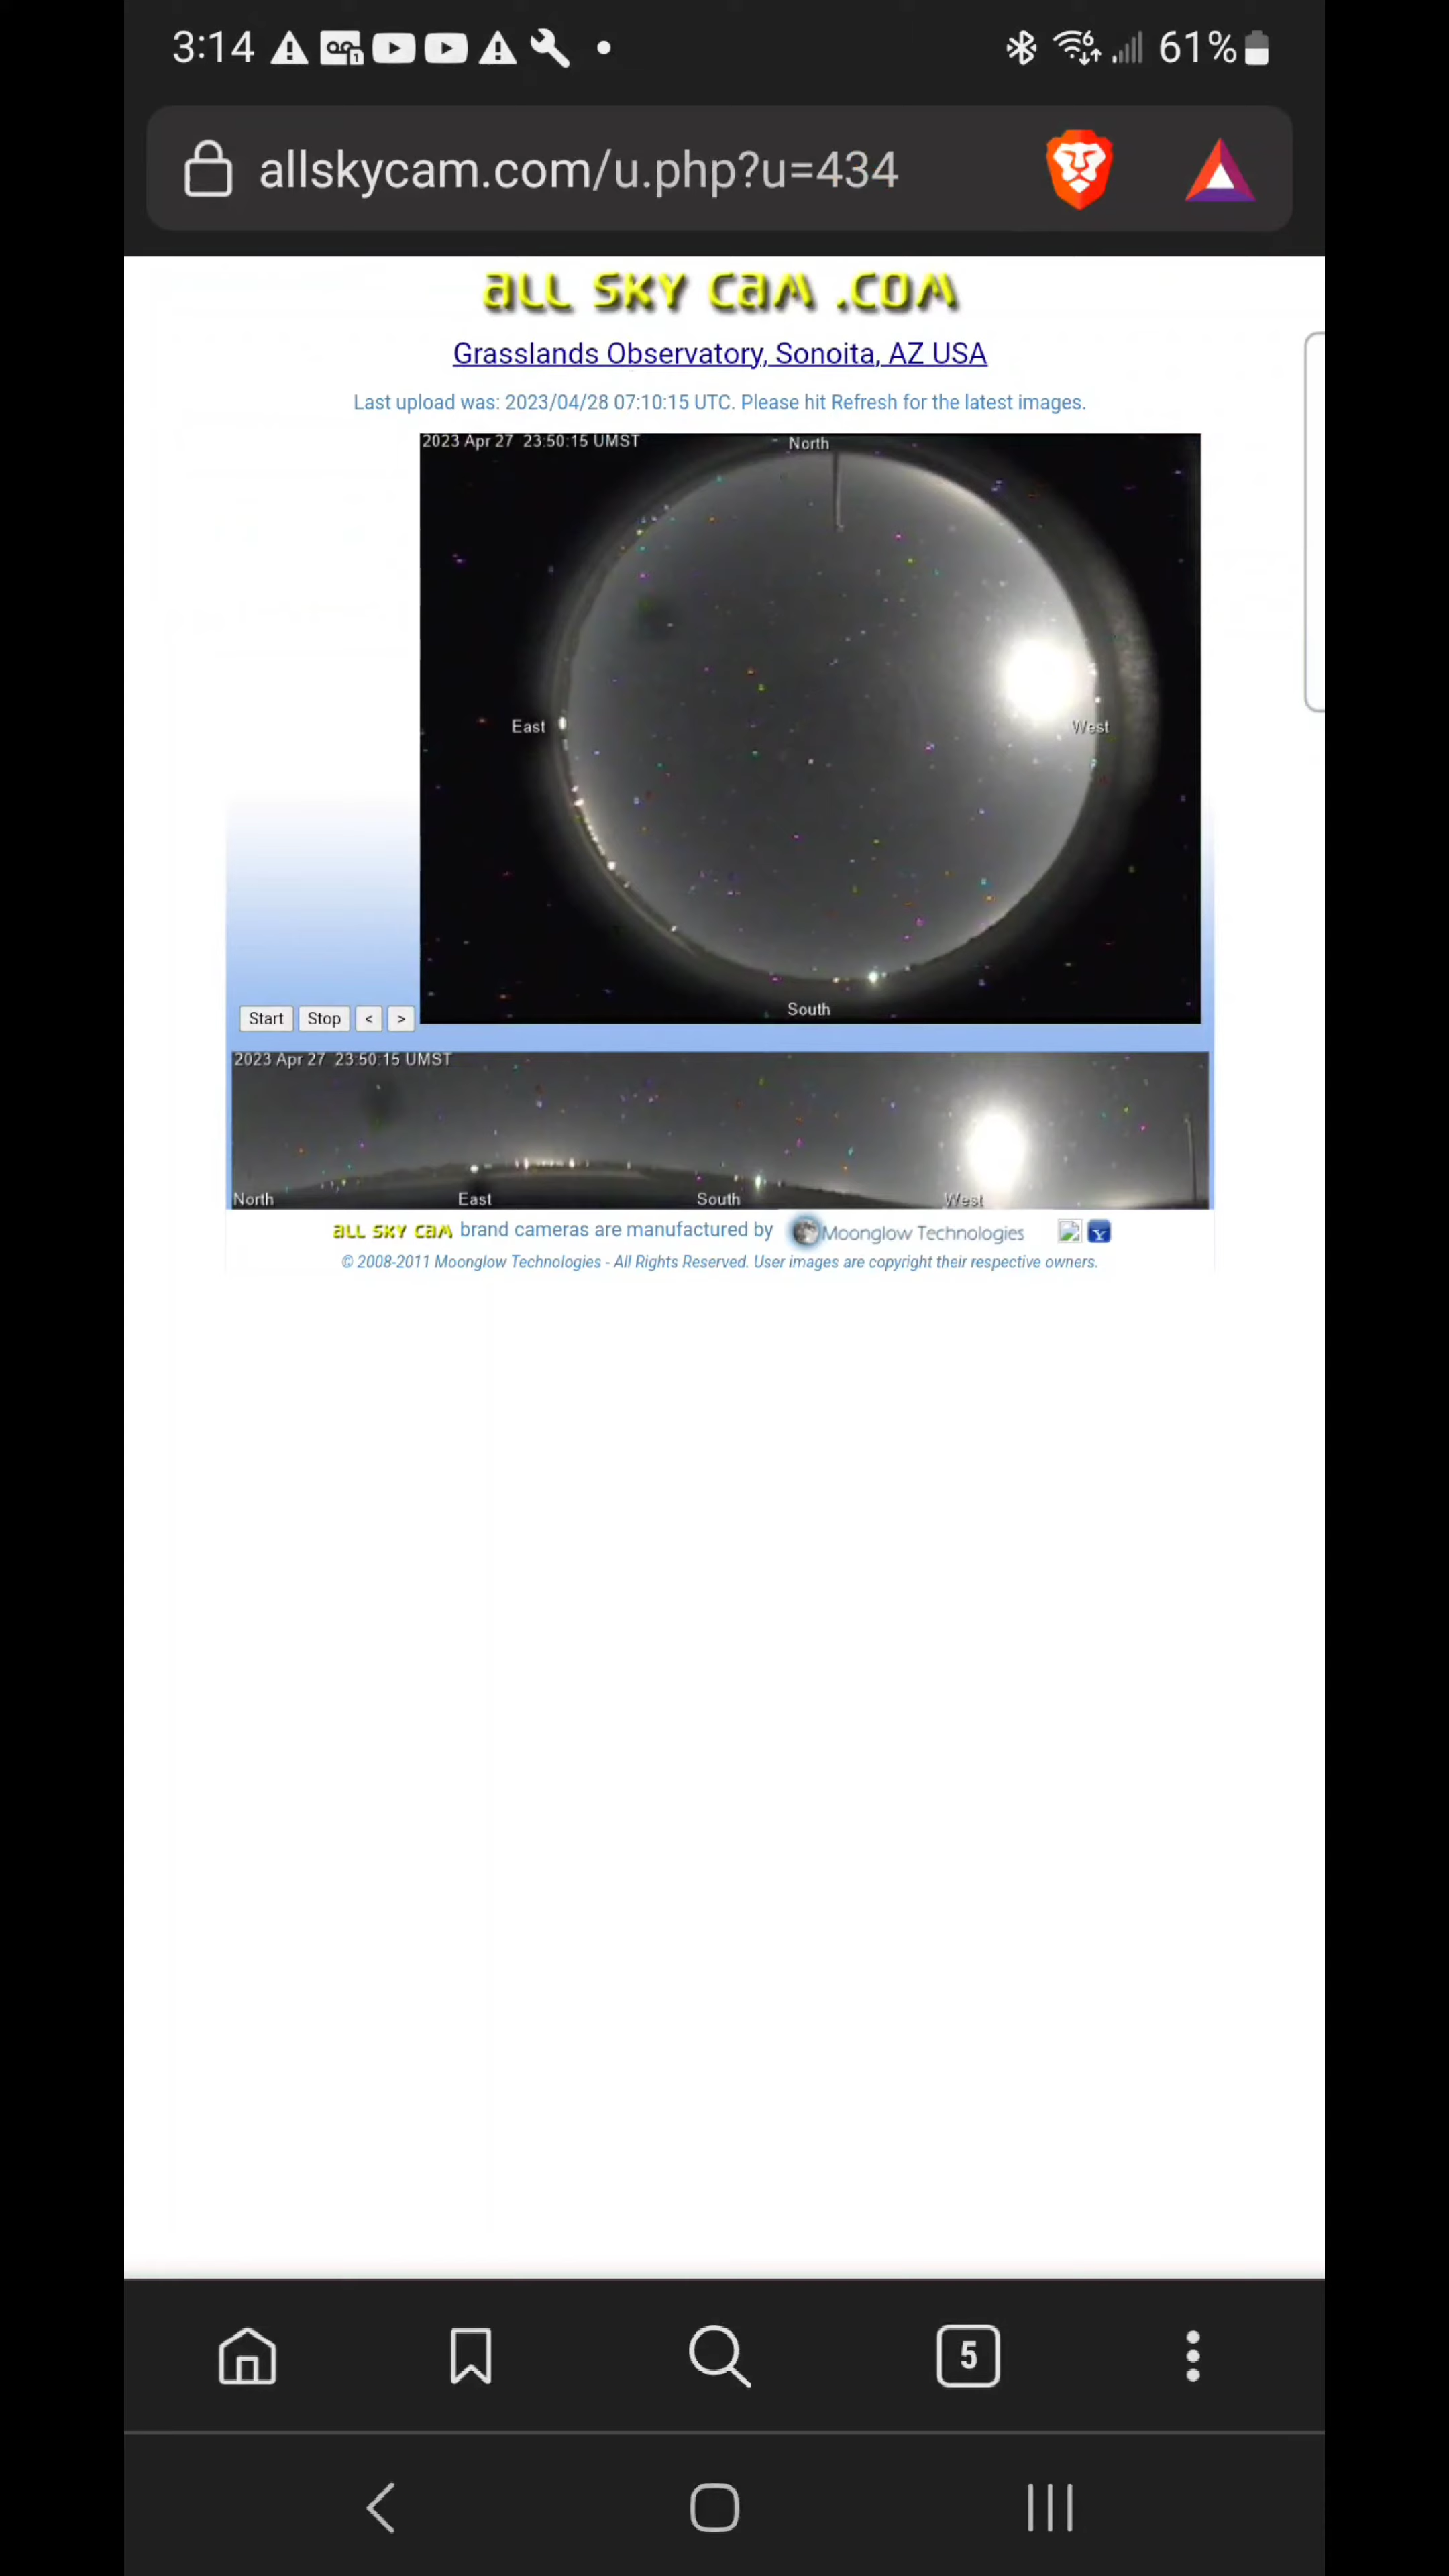 3:14
61%
allskycam.com/u.php?u=434
ALL SKY CAM .COM
Grasslands Observatory, Sonoita, AZ USA
Last upload was: 2023/04/28 07:10:15 UTC. Please hit Refresh for the latest images.
2023 Apr 27 23:50:15 UMST
North
East
West
South
Start Stop < >
2023 Apr 27 23:50:15 UMST
North East South West
ALL SKY CAM brand cameras are manufactured by Moonglow Technologies
© 2008-2011 Moonglow Technologies - All Rights Reserved. User images are copyright their respective owners.
5